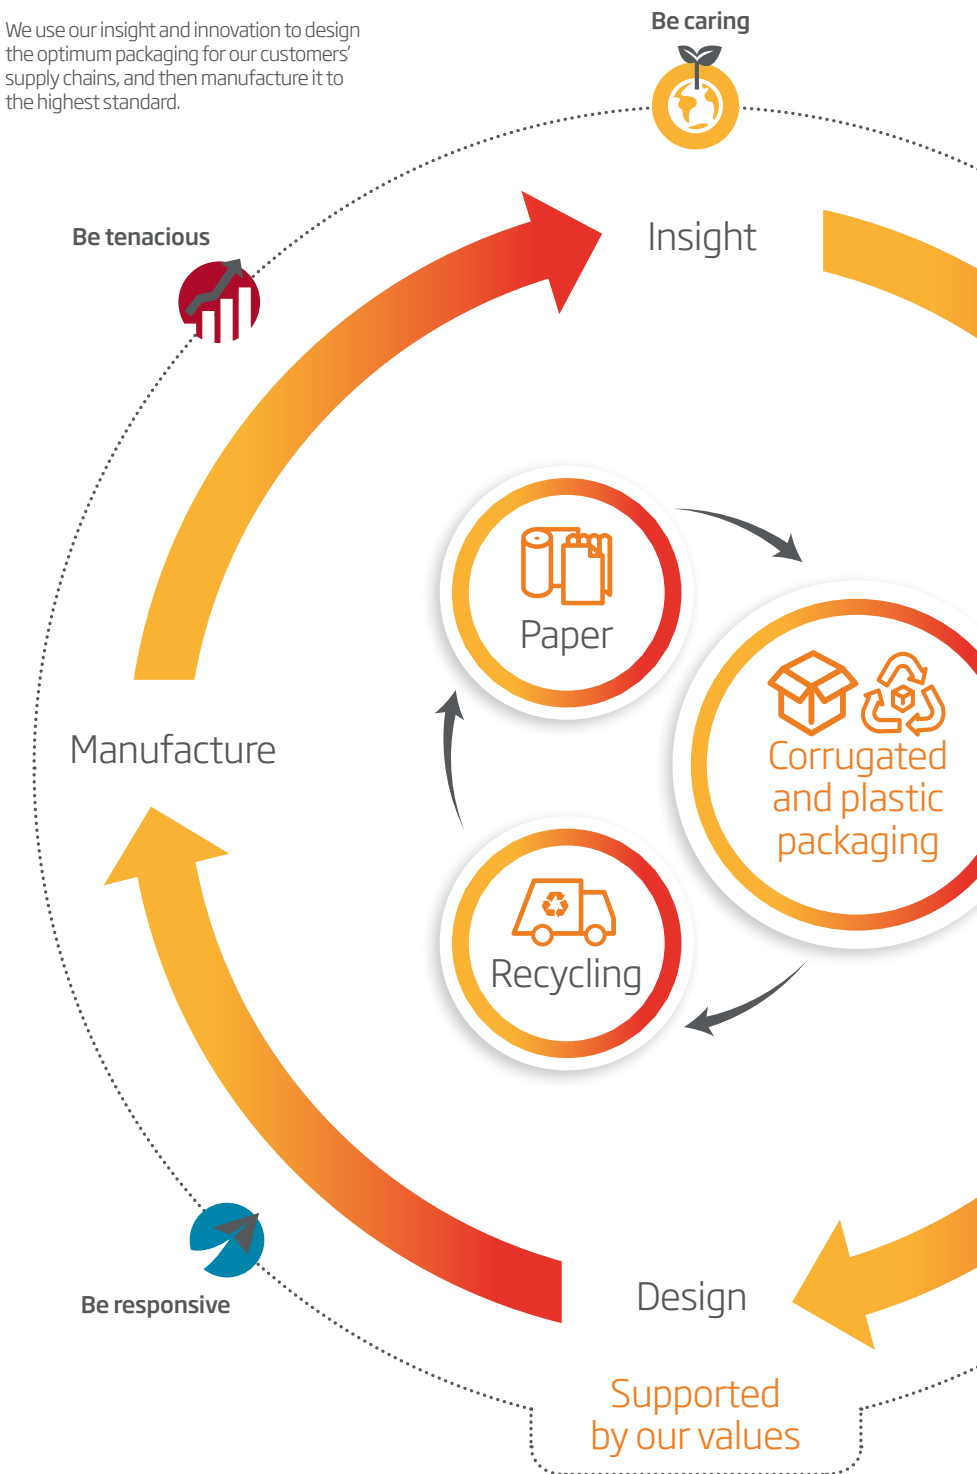 We use our insight and innovation to design
the optimum packaging for our customers’
supply chains, and then manufacture it to
the highest standard.
Be caring
Be tenacious
Insight
Paper
Manufacture
Corrugated
and plastic
packaging
Recycling
Be responsive
Design
Supported
by our values